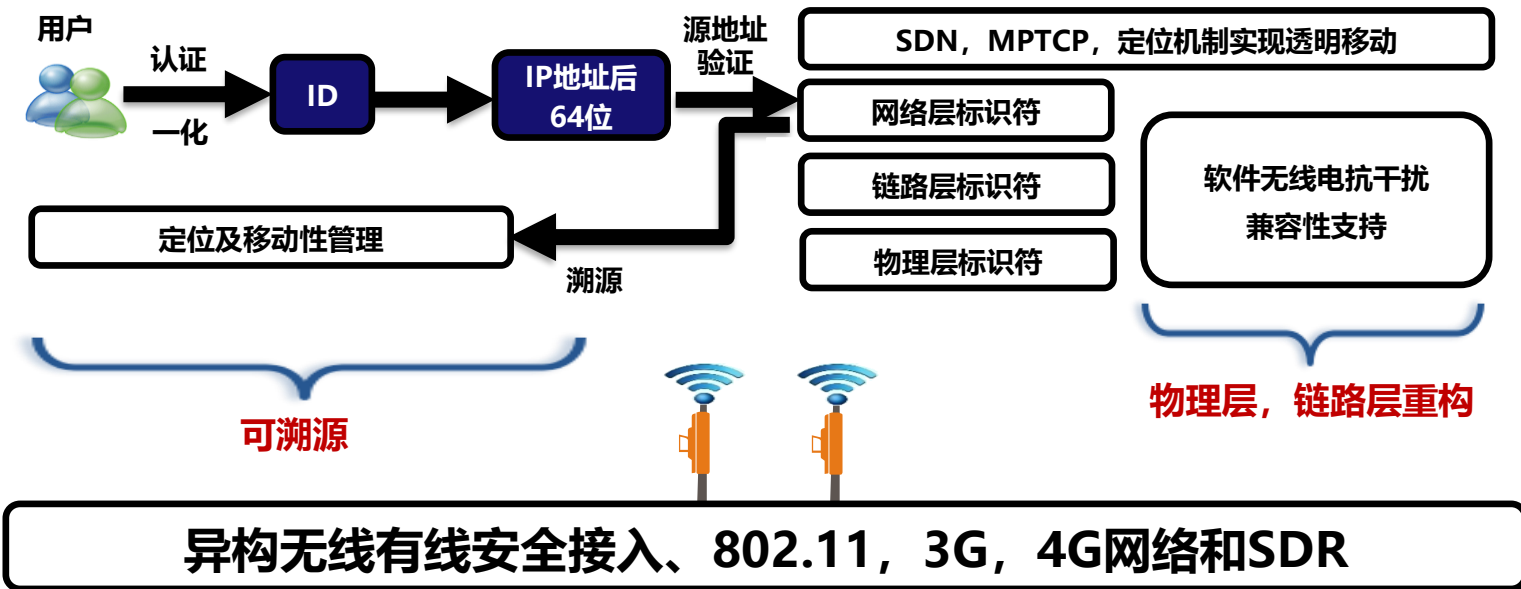 用户
认证
一化
ID
IP地址后
64位
源地址
验证
SDN，MPTCP，定位机制实现透明移动
网络层标识符
链路层标识符
物理层标识符
软件无线电抗干扰
兼容性支持
定位及移动性管理
溯源
可溯源
物理层，链路层重构
异构无线有线安全接入、802.11，3G，4G网络和SDR